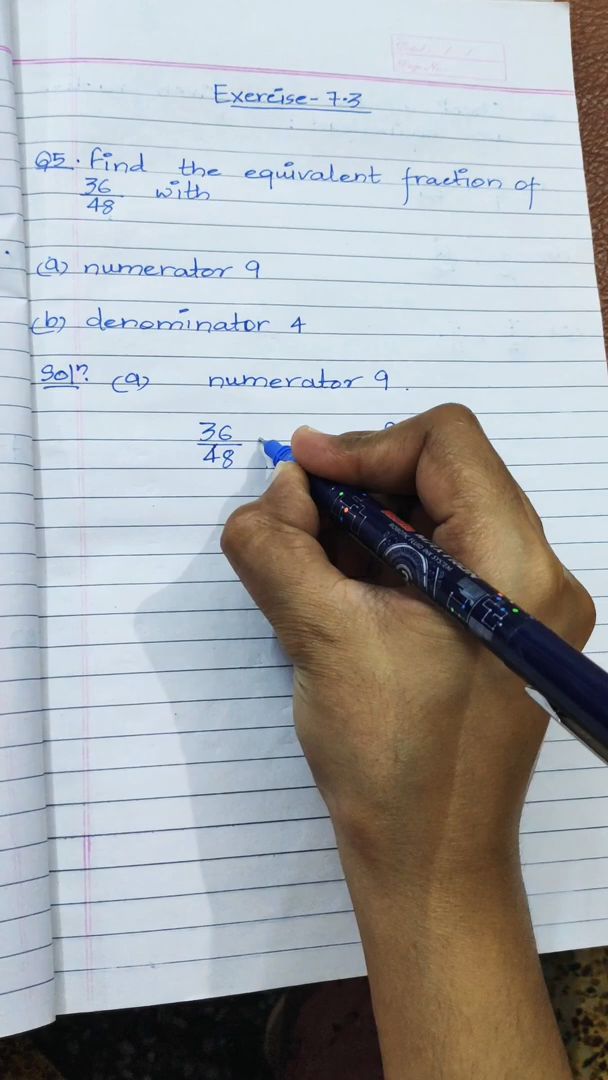 Exercise-7.3
Q5. Find the equivalent fraction of
36/48 with
(a) numerator 9
(b) denominator 4
Solⁿ. (a) numerator 9.
36/48